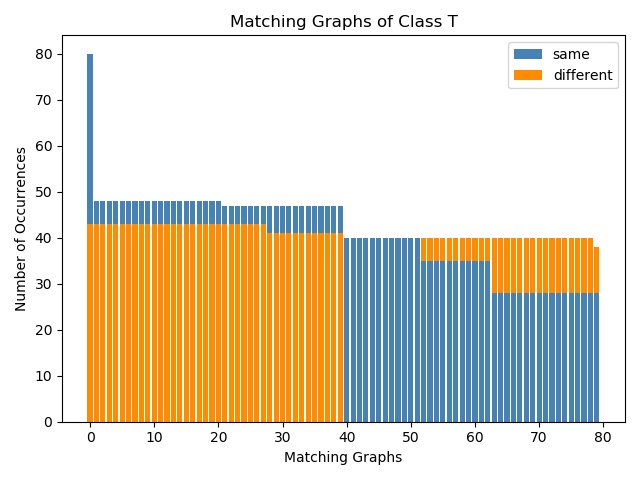 Matching Graphs of Class T
same
different
Number of Occurrences
80
70
60
50
40
30
20
10
0
0 10 20 30 40 50 60 70 80
Matching Graphs